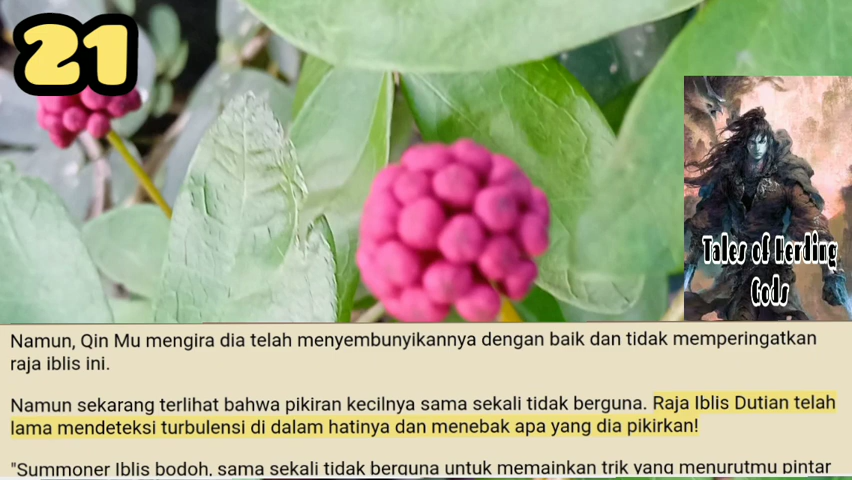 21
Tales of Herding
Gods
Namun, Qin Mu mengira dia telah menyembunyikannya dengan baik dan tidak memperingatkan
raja iblis ini.
Namun sekarang terlihat bahwa pikiran kecilnya sama sekali tidak berguna. Raja Iblis Dutian telah
lama mendeteksi turbulensi di dalam hatinya dan menebak apa yang dia pikirkan!
"Summoner Iblis bodoh, sama sekali tidak berguna untuk memainkan trik yang menurutmu pintar